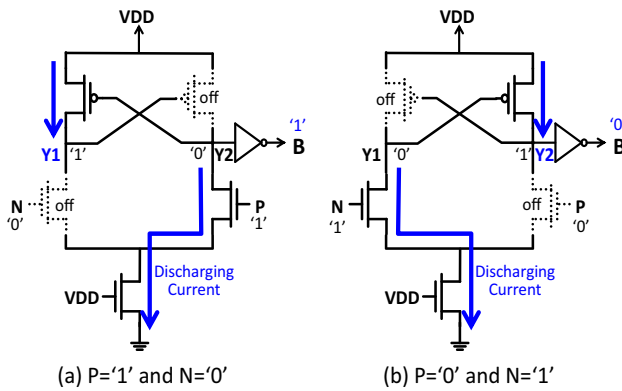 VDD
off
Y1
'1'
'0'
Y2
'1'
B
N
'0'
off
P
'1'
VDD
Discharging
Current
(a) P='1' and N='0'
VDD
off
Y1
'0'
'1'
Y2
'0'
B
N
'1'
off
P
'0'
VDD
Discharging
Current
(b) P='0' and N='1'